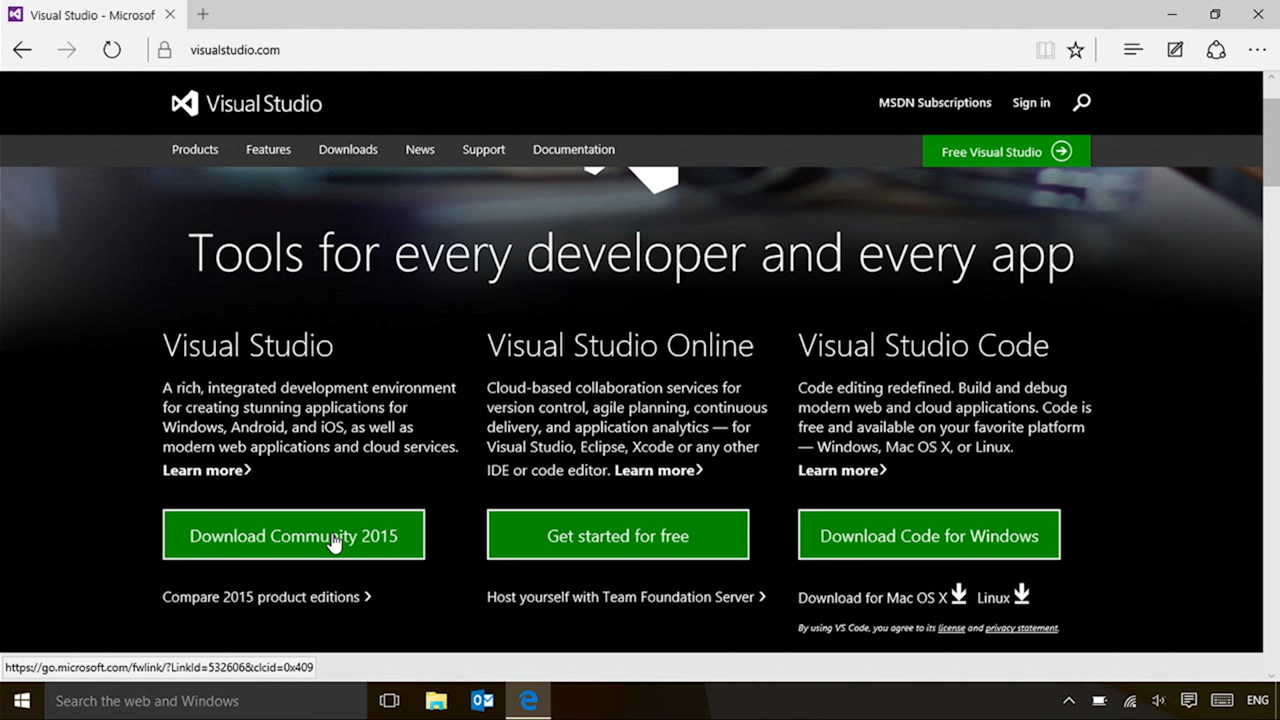 Visual Studio - Microsof
visualstudio.com
Visual Studio
MSDN Subscriptions
Sign in
Products
Features
Downloads
News
Support
Documentation
Free Visual Studio
Tools for every developer and every app
Visual Studio
A rich, integrated development environment
for creating stunning applications for
Windows, Android, and iOS, as well as
modern web applications and cloud services.
Learn more
Download Community 2015
Compare 2015 product editions
Visual Studio Online
Cloud-based collaboration services for
version control, agile planning, continuous
delivery, and application analytics — for
Visual Studio, Eclipse, Xcode or any other
IDE or code editor. Learn more
Get started for free
Host yourself with Team Foundation Server
Visual Studio Code
Code editing redefined. Build and debug
modern web and cloud applications. Code is
free and available on your favorite platform
— Windows, Mac OS X, or Linux.
Learn more
Download Code for Windows
Download for Mac OS X
Linux
By using VS Code, you agree to its license and privacy statement.
https://go.microsoft.com/fwlink/?LinkId=532606&clcid=0x409
Search the web and Windows
ENG